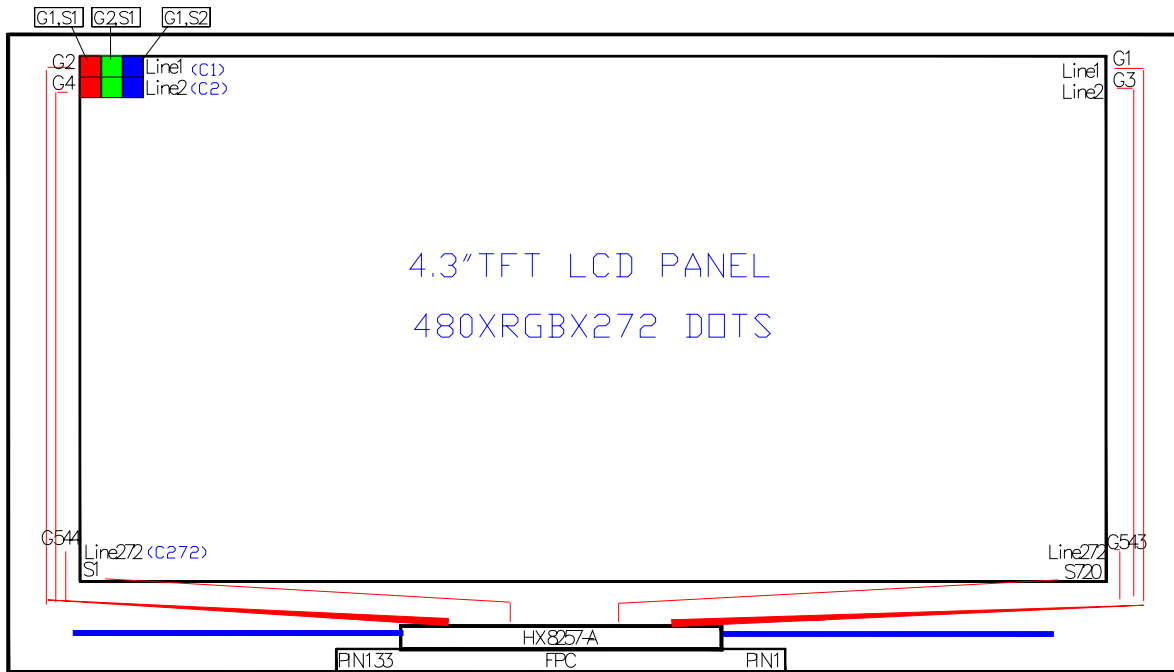 G1,S1 G2,S1 G1,S2
G2 Line1 (C1) Line1 G1
G4 Line2 (C2) Line2 G3
4.3"TFT LCD PANEL
480XRGBX272 DOTS
G544 Line272 (C272) Line272 G543
S1 S720
HX8257-A
PIN133 FPC PIN1